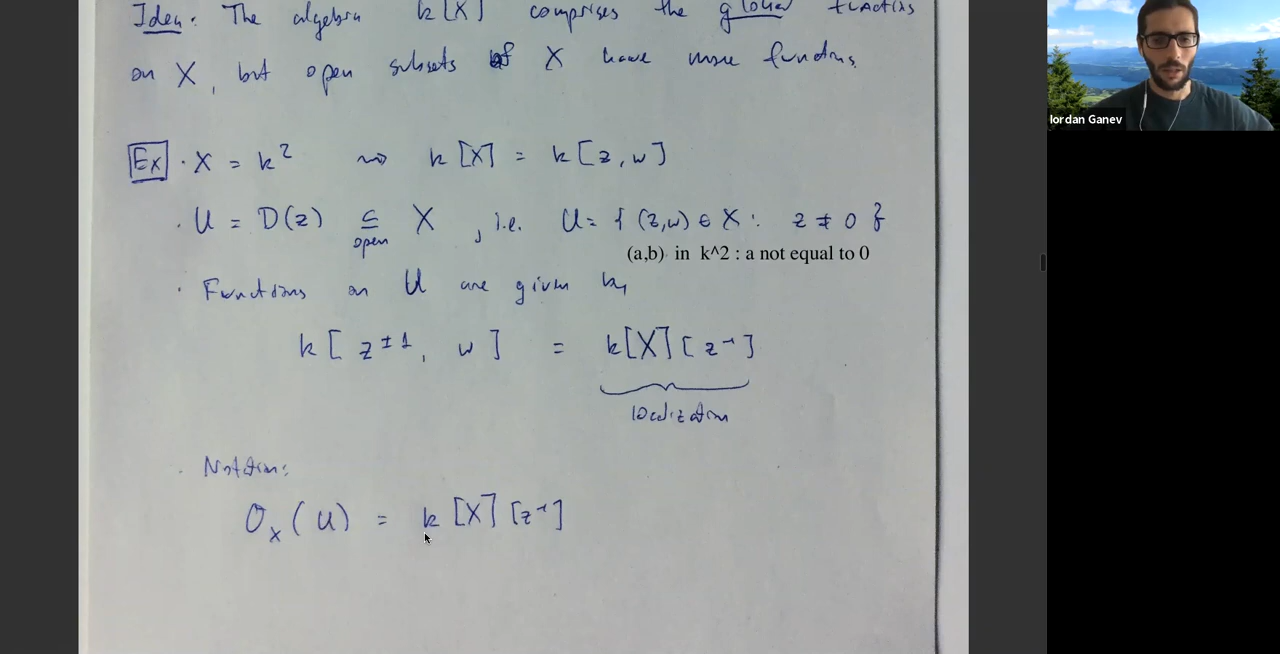 Idea: The algebra k[X] comprises the global functions
on X, but open subsets of X have more functions.
Ex · X = k² ⇝ k[X] = k[z,w]
· U = D(z) ⊆ X, i.e. U = { (z,w) ∈ X : z ≠ 0 }
open
(a,b) in k^2 : a not equal to 0
· Functions on U are given by
k[ z^{±1}, w ] = k[X][z⁻¹]
localization
· Notation:
O_X(U) = k[X][z⁻¹]
Iordan Ganev